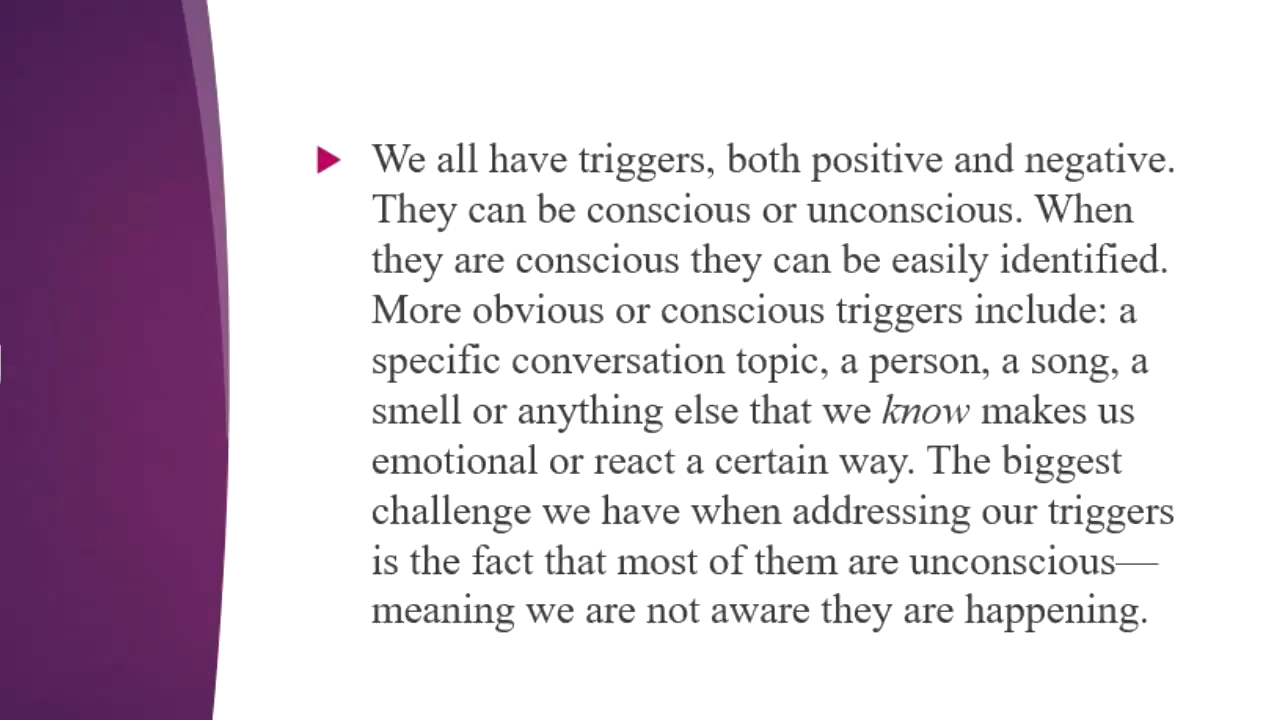 We all have triggers, both positive and negative.
They can be conscious or unconscious. When
they are conscious they can be easily identified.
More obvious or conscious triggers include: a
specific conversation topic, a person, a song, a
smell or anything else that we know makes us
emotional or react a certain way. The biggest
challenge we have when addressing our triggers
is the fact that most of them are unconscious—
meaning we are not aware they are happening.